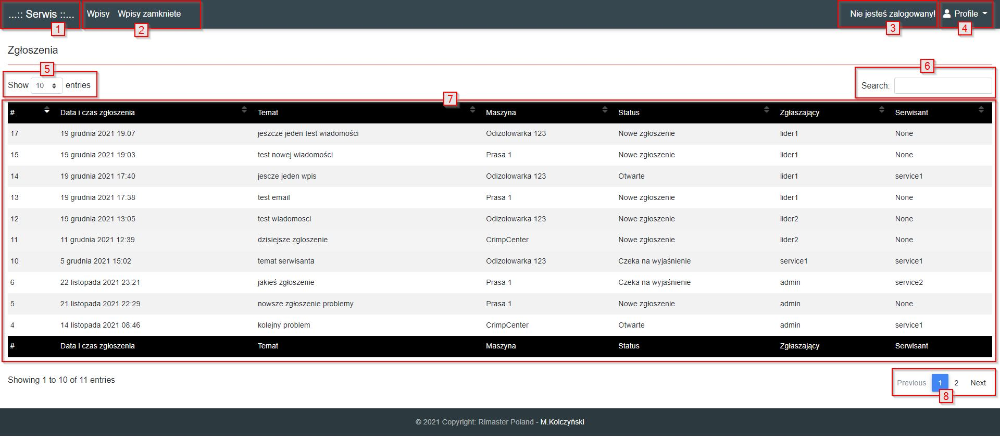 ...:: Serwis ::... Wpisy Wpisy zamkniete Nie jesteś zalogowany! Profile
1 2 3 4
Zgłoszenia
5 6
Show 10 entries Search:
7
# Data i czas zgłoszenia Temat Maszyna Status Zgłaszający Serwisant
17 19 grudnia 2021 19:07 jeszcze jeden test wiadomości Odizolowarka 123 Nowe zgłoszenie lider1 None
15 19 grudnia 2021 19:03 test nowej wiadomości Prasa 1 Nowe zgłoszenie lider1 None
14 19 grudnia 2021 17:40 jescze jeden wpis Odizolowarka 123 Otwarte lider1 service1
13 19 grudnia 2021 17:38 test email Prasa 1 Nowe zgłoszenie lider1 None
12 19 grudnia 2021 13:05 test wiadomosci Odizolowarka 123 Nowe zgłoszenie lider2 None
11 11 grudnia 2021 12:39 dzisiejsze zgloszenie CrimpCenter Nowe zgłoszenie lider2 None
10 5 grudnia 2021 15:02 temat serwisanta Odizolowarka 123 Czeka na wyjaśnienie service1 service1
6 22 listopada 2021 23:21 jakieś zgłoszenie Prasa 1 Czeka na wyjaśnienie admin service2
5 21 listopada 2021 22:29 nowsze zgłoszenie problemy Prasa 1 Nowe zgłoszenie admin None
4 14 listopada 2021 08:46 kolejny problem CrimpCenter Otwarte admin service1
# Data i czas zgłoszenia Temat Maszyna Status Zgłaszający Serwisant
Showing 1 to 10 of 11 entries Previous 1 2 Next
8
© 2021 Copyright: Rimaster Poland - M.Kolczyński